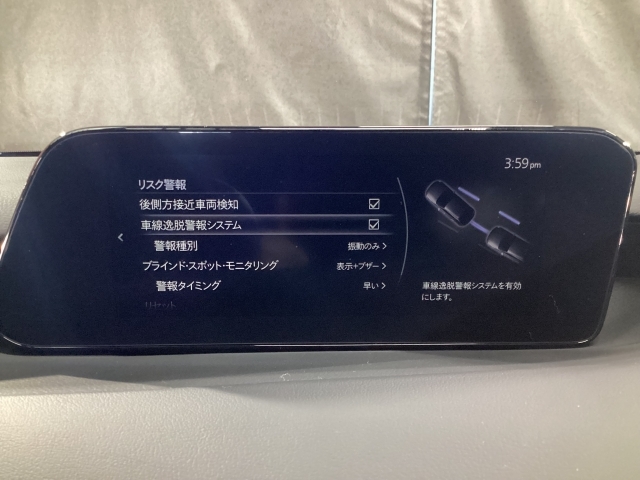 3:59 pm
リスク警報
後側方接近車両検知
車線逸脱警報システム
警報種別 振動のみ
ブラインド・スポット・モニタリング 表示+ブザー
警報タイミング 早い
車線逸脱警報システムを有効
にします。